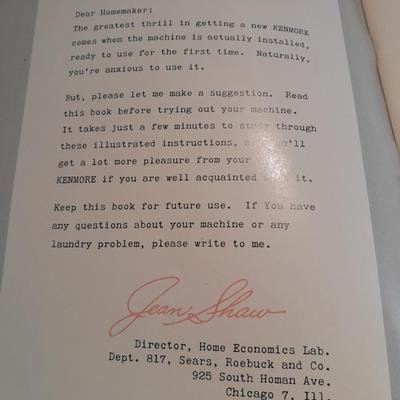 Dear Homemaker:
The greatest thrill in getting a new KENMORE
comes when the machine is actually installed,
ready to use for the first time. Naturally,
you're anxious to use it.
But, please let me make a suggestion. Read
this book before trying out your machine.
It takes just a few minutes to study through
these illustrated instructions, and you'll
get a lot more pleasure from your
KENMORE if you are well acquainted with it.
Keep this book for future use. If You have
any questions about your machine or any
laundry problem, please write to me.
Jean Shaw
Director, Home Economics Lab.
Dept. 817, Sears, Roebuck and Co.
925 South Homan Ave.
Chicago 7, Ill.